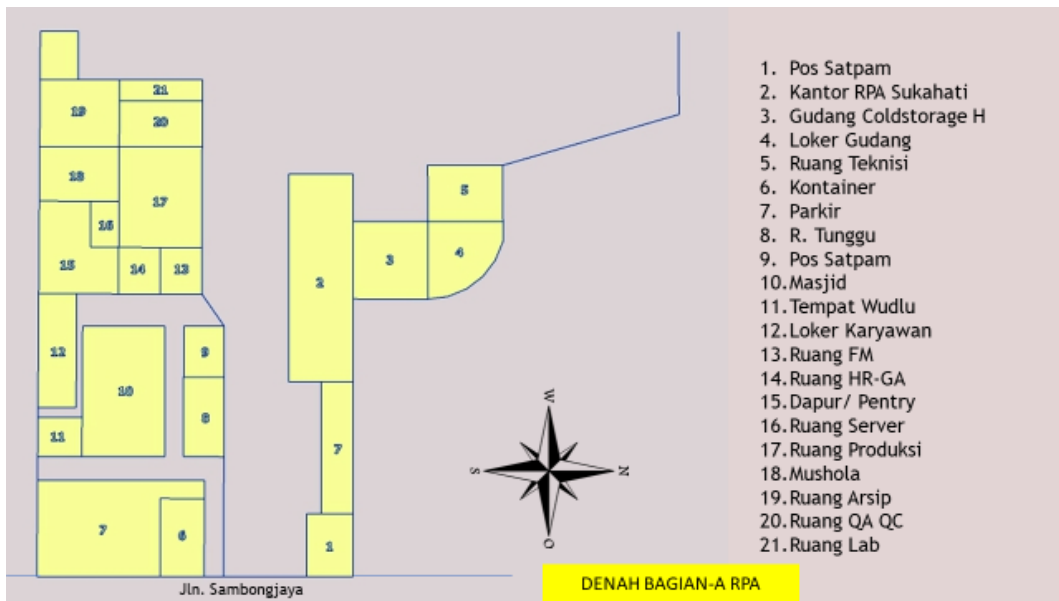 21
19
20
18
17
5
16
4
3
15
14
13
2
12
9
10
8
11
7
7
6
1
Jln. Sambongjaya
W
S
N
O
1. Pos Satpam
2. Kantor RPA Sukahati
3. Gudang Coldstorage H
4. Loker Gudang
5. Ruang Teknisi
6. Kontainer
7. Parkir
8. R. Tunggu
9. Pos Satpam
10. Masjid
11. Tempat Wudlu
12. Loker Karyawan
13. Ruang FM
14. Ruang HR-GA
15. Dapur/ Pentry
16. Ruang Server
17. Ruang Produksi
18. Mushola
19. Ruang Arsip
20. Ruang QA QC
21. Ruang Lab
DENAH BAGIAN-A RPA